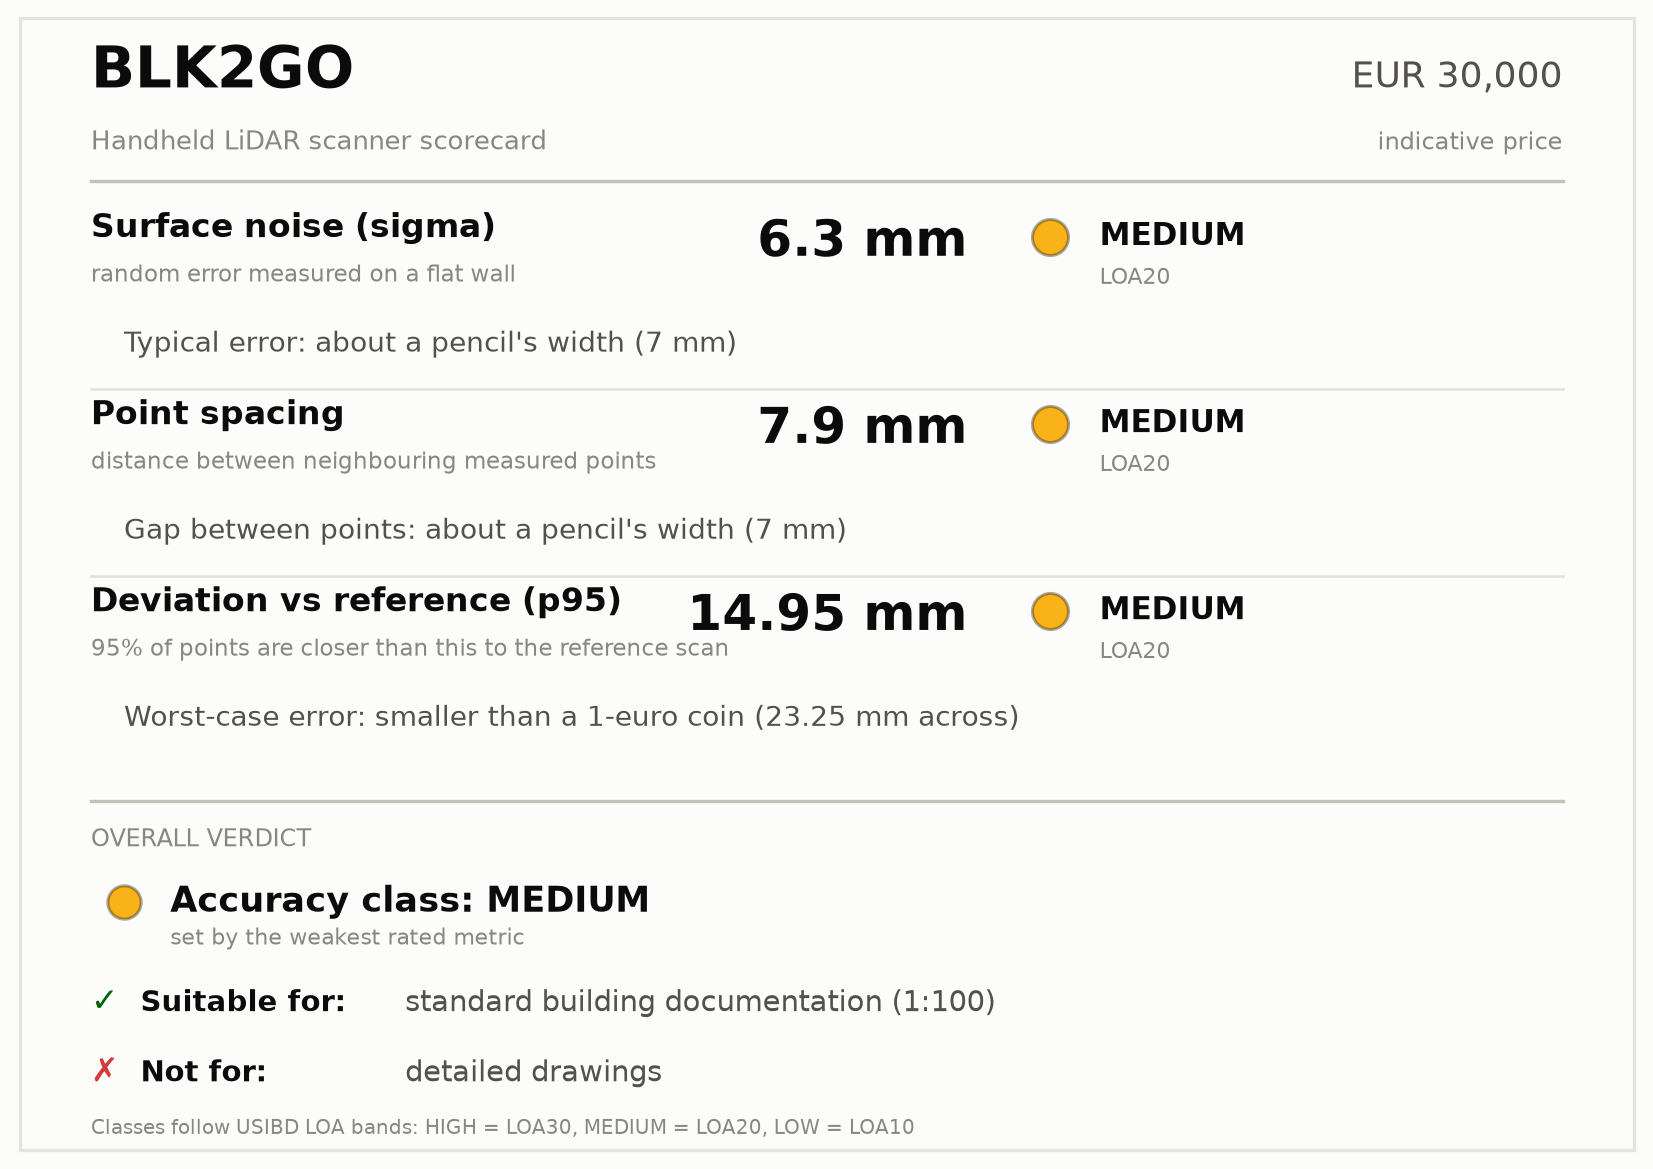 BLK2GO
EUR 30,000
Handheld LiDAR scanner scorecard
indicative price
Surface noise (sigma)
6.3 mm
MEDIUM
random error measured on a flat wall
LOA20
Typical error: about a pencil's width (7 mm)
Point spacing
7.9 mm
MEDIUM
distance between neighbouring measured points
LOA20
Gap between points: about a pencil's width (7 mm)
Deviation vs reference (p95)
14.95 mm
MEDIUM
95% of points are closer than this to the reference scan
LOA20
Worst-case error: smaller than a 1-euro coin (23.25 mm across)
OVERALL VERDICT
Accuracy class: MEDIUM
set by the weakest rated metric
✓ Suitable for: standard building documentation (1:100)
✗ Not for: detailed drawings
Classes follow USIBD LOA bands: HIGH = LOA30, MEDIUM = LOA20, LOW = LOA10